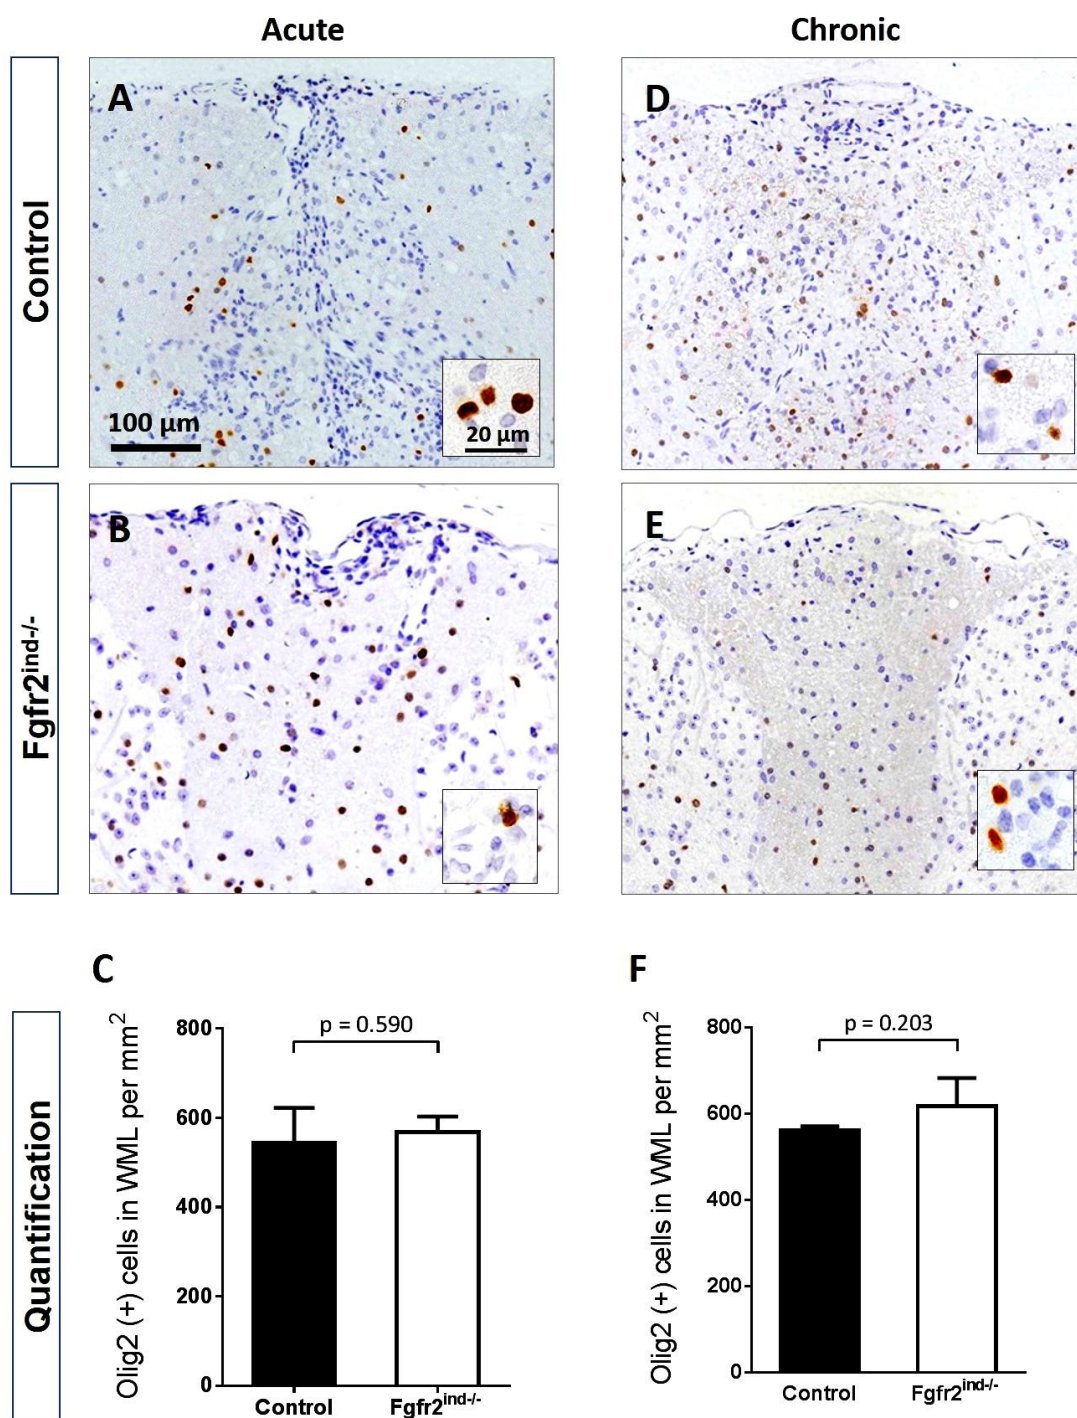 Acute
Chronic
Control
A
100 µm
20 µm
D
Fgfr2ind-/-
B
E
Quantification
C
Olig2 (+) cells in WML per mm2
800
600
400
200
0
p = 0.590
Control
Fgfr2ind-/-
F
Olig2 (+) cells in WML per mm2
800
600
400
200
0
p = 0.203
Control
Fgfr2ind-/-